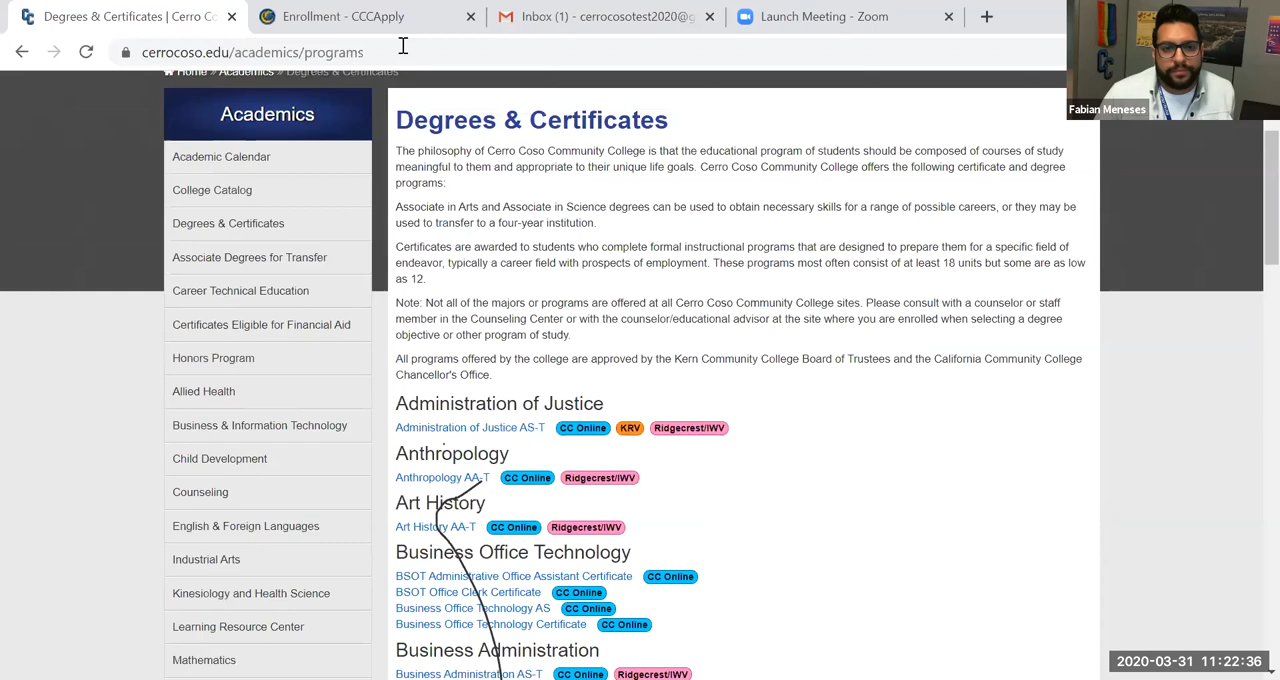 Degrees & Certificates | Cerro Co
Enrollment - CCCApply
Inbox (1) - cerrocosotest2020@g
Launch Meeting - Zoom
cerrocoso.edu/academics/programs
Fabian Meneses
Home » Academics » Degrees & Certificates
Academics
Academic Calendar
College Catalog
Degrees & Certificates
Associate Degrees for Transfer
Career Technical Education
Certificates Eligible for Financial Aid
Honors Program
Allied Health
Business & Information Technology
Child Development
Counseling
English & Foreign Languages
Industrial Arts
Kinesiology and Health Science
Learning Resource Center
Mathematics
Degrees & Certificates
The philosophy of Cerro Coso Community College is that the educational program of students should be composed of courses of study
meaningful to them and appropriate to their unique life goals. Cerro Coso Community College offers the following certificate and degree
programs:
Associate in Arts and Associate in Science degrees can be used to obtain necessary skills for a range of possible careers, or they may be
used to transfer to a four-year institution.
Certificates are awarded to students who complete formal instructional programs that are designed to prepare them for a specific field of
endeavor, typically a career field with prospects of employment. These programs most often consist of at least 18 units but some are as low
as 12.
Note: Not all of the majors or programs are offered at all Cerro Coso Community College sites. Please consult with a counselor or staff
member in the Counseling Center or with the counselor/educational advisor at the site where you are enrolled when selecting a degree
objective or other program of study.
All programs offered by the college are approved by the Kern Community College Board of Trustees and the California Community College
Chancellor's Office.
Administration of Justice
Administration of Justice AS-T CC Online KRV Ridgecrest/IWV
Anthropology
Anthropology AA-T CC Online Ridgecrest/IWV
Art History
Art History AA-T CC Online Ridgecrest/IWV
Business Office Technology
BSOT Administrative Office Assistant Certificate CC Online
BSOT Office Clerk Certificate CC Online
Business Office Technology AS CC Online
Business Office Technology Certificate CC Online
Business Administration
Business Administration AS-T CC Online Ridgecrest/IWV
2020-03-31 11:22:36